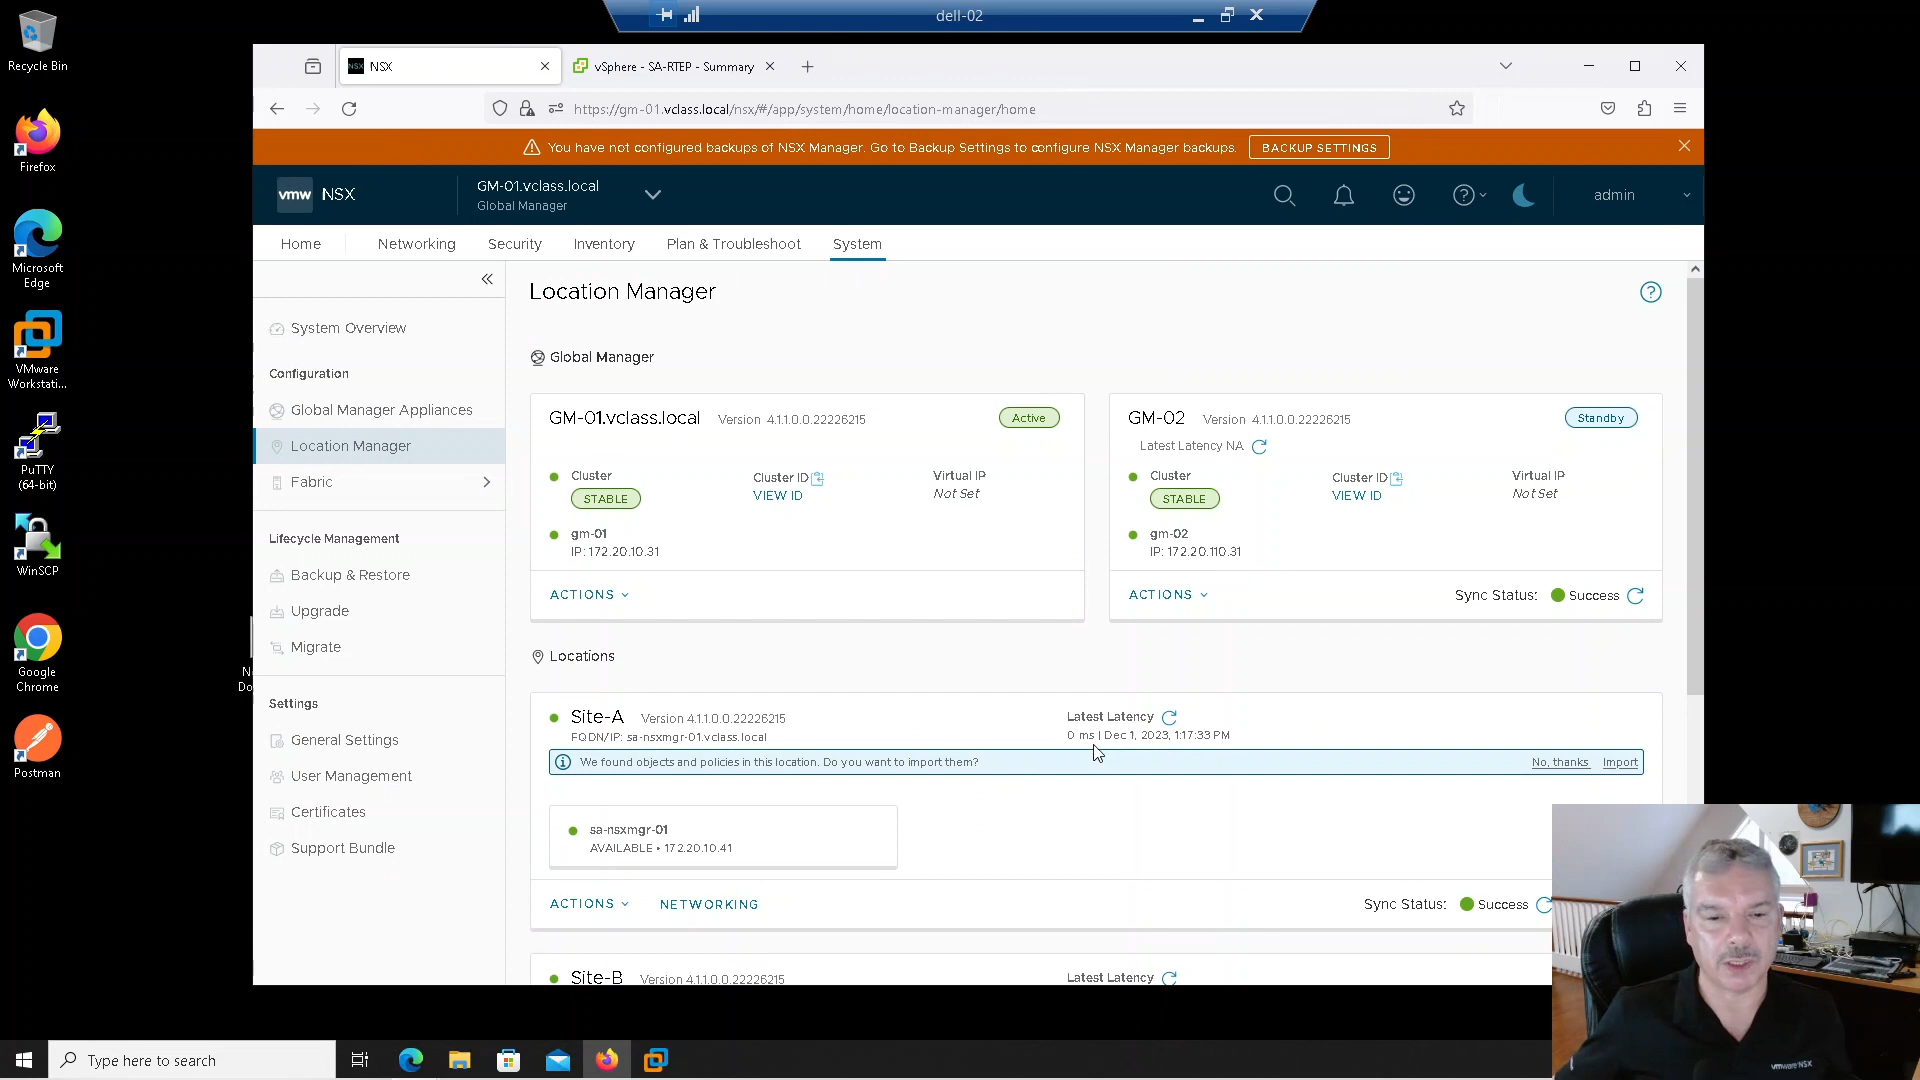 dell-02
Recycle Bin
Firefox
Microsoft
Edge
VMware
Workstati...
PuTTY
(64-bit)
WinSCP
Google
Chrome
Postman
NSX
vSphere - SA-RTEP - Summary
https://gm-01.vclass.local/nsx/#/app/system/home/location-manager/home
You have not configured backups of NSX Manager. Go to Backup Settings to configure NSX Manager backups.
BACKUP SETTINGS
vmw NSX
GM-01.vclass.local
Global Manager
admin
Home
Networking
Security
Inventory
Plan & Troubleshoot
System
System Overview
Configuration
Global Manager Appliances
Location Manager
Fabric
Lifecycle Management
Backup & Restore
Upgrade
Migrate
Settings
General Settings
User Management
Certificates
Support Bundle
Location Manager
Global Manager
GM-01.vclass.local Version 4.1.1.0.0.22226215 Active
Cluster
STABLE
Cluster ID
VIEW ID
Virtual IP
Not Set
gm-01
IP: 172.20.10.31
ACTIONS
GM-02 Version 4.1.1.0.0.22226215 Standby
Latest Latency NA
Cluster
STABLE
Cluster ID
VIEW ID
Virtual IP
Not Set
gm-02
IP: 172.20.110.31
ACTIONS
Sync Status: Success
Locations
Site-A Version 4.1.1.0.0.22226215
FQDN/IP: sa-nsxmgr-01.vclass.local
Latest Latency
0 ms | Dec 1, 2023, 1:17:33 PM
We found objects and policies in this location. Do you want to import them?
No, thanks
Import
sa-nsxmgr-01
AVAILABLE • 172.20.10.41
ACTIONS
NETWORKING
Sync Status: Success
Site-B Version 4.1.1.0.0.22226215
Latest Latency
Type here to search
vmware NSX